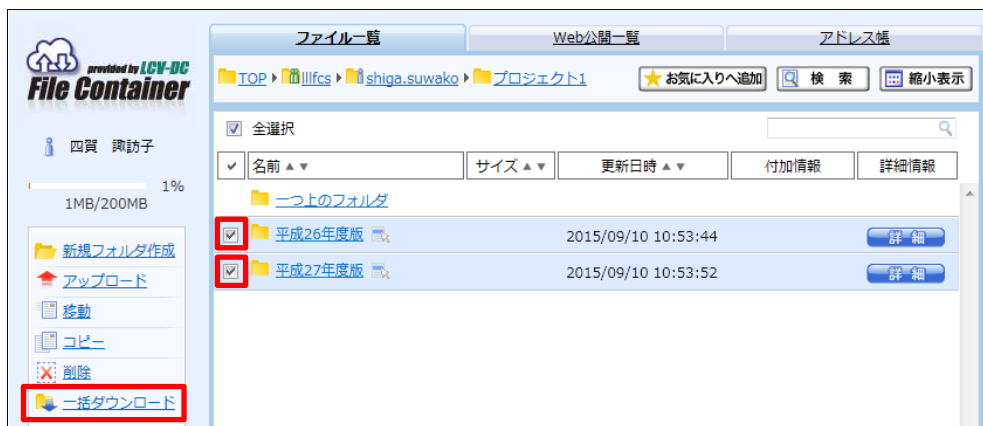 ファイル一覧 Web公開一覧 アドレス帳
provided by LCV-DC
File Container
TOP lllfcs shiga.suwako プロジェクト1 お気に入りへ追加 検 索 縮小表示
四賀 諏訪子
1%
1MB/200MB
新規フォルダ作成
アップロード
移動
コピー
削除
一括ダウンロード
全選択
名前▲▼ サイズ▲▼ 更新日時▲▼ 付加情報 詳細情報
一つ上のフォルダ
平成26年度版 2015/09/10 10:53:44 詳 細
平成27年度版 2015/09/10 10:53:52 詳 細